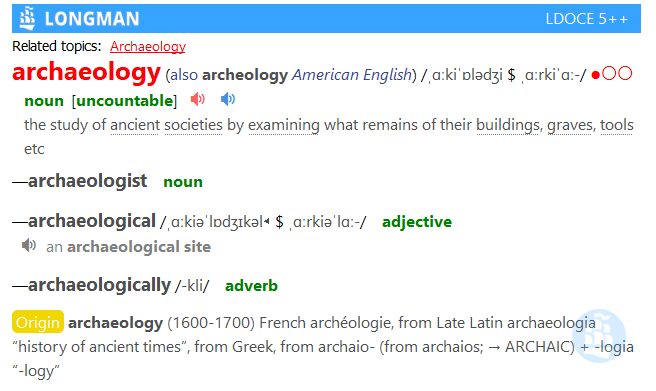 LONGMAN LDOCE 5++
Related topics: Archaeology
archaeology (also archeology American English) /ˌɑːkiˈɒlədʒi $ ˌɑːrkiˈɑː-/ ●○○
noun [uncountable]
the study of ancient societies by examining what remains of their buildings, graves, tools
etc
—archaeologist noun
—archaeological /ˌɑːkiəˈlɒdʒɪkəl◂ $ ˌɑːrkiəˈlɑː-/ adjective
an archaeological site
—archaeologically /-kli/ adverb
Origin archaeology (1600-1700) French archéologie, from Late Latin archaeologia
“history of ancient times”, from Greek, from archaio- (from archaios; → ARCHAIC) + -logia
“-logy”